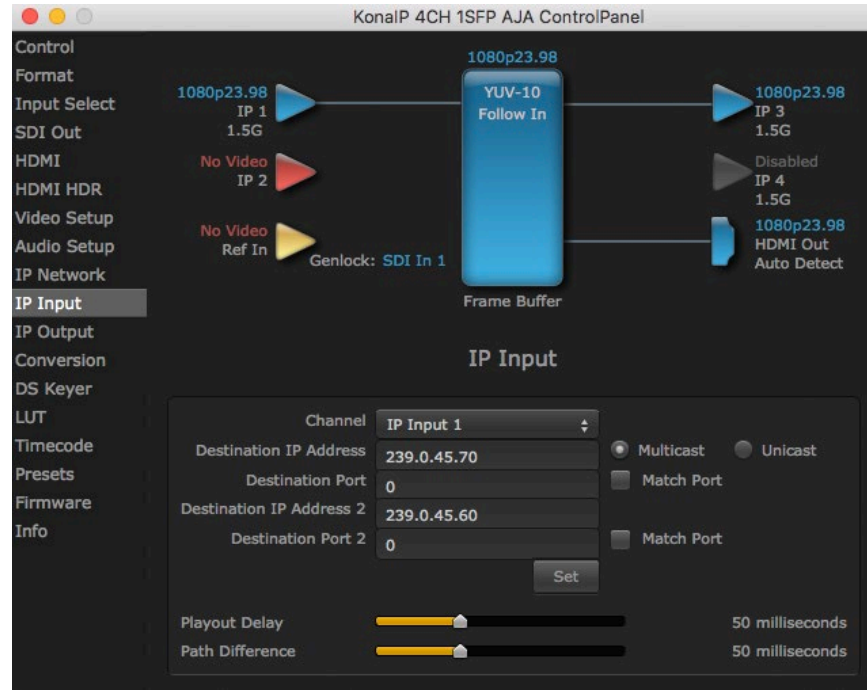 KonaIP 4CH 1SFP AJA ControlPanel
Control
Format
Input Select
SDI Out
HDMI
HDMI HDR
Video Setup
Audio Setup
IP Network
IP Input
IP Output
Conversion
DS Keyer
LUT
Timecode
Presets
Firmware
Info
1080p23.98
IP 1
1.5G
No Video
IP 2
No Video
Ref In
Genlock: SDI In 1
1080p23.98
YUV-10
Follow In
Frame Buffer
1080p23.98
IP 3
1.5G
Disabled
IP 4
1.5G
1080p23.98
HDMI Out
Auto Detect
IP Input
Channel IP Input 1
Destination IP Address 239.0.45.70 Multicast Unicast
Destination Port 0 Match Port
Destination IP Address 2 239.0.45.60
Destination Port 2 0 Match Port
Set
Playout Delay 50 milliseconds
Path Difference 50 milliseconds